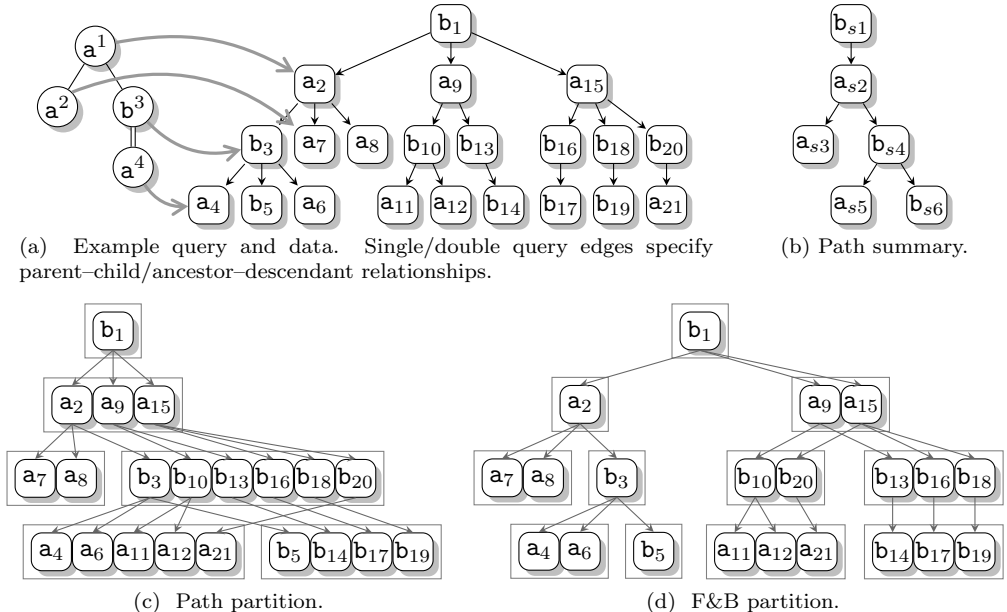 b1
a1
a2 a9 a15
bs1
as2
a2 b3
b3 a7 a8 b10 b13 b16 b18 b20
as3 bs4
a4
a4 b5 a6 a11 a12 b14 b17 b19 a21
as5 bs6
(a) Example query and data. Single/double query edges specify
parent–child/ancestor–descendant relationships.
(b) Path summary.
b1
a2 a9 a15
a7 a8 b3 b10 b13 b16 b18 b20
a4 a6 a11 a12 a21 b5 b14 b17 b19
(c) Path partition.
b1
a2 a9 a15
a7 a8 b3 b10 b20 b13 b16 b18
a4 a6 b5 a11 a12 a21 b14 b17 b19
(d) F&B partition.